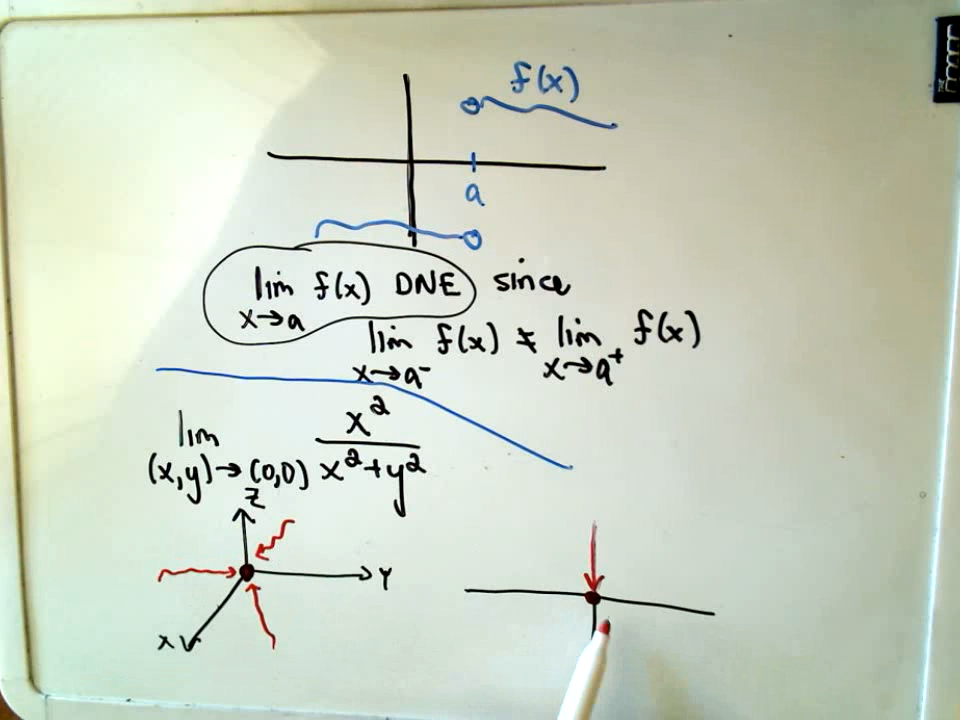 f(x)
a
lim f(x) DNE since
x→a
lim f(x) ≠ lim f(x)
x→a⁻ x→a⁺
lim x²
(x,y)→(0,0) x²+y²
z
y
x